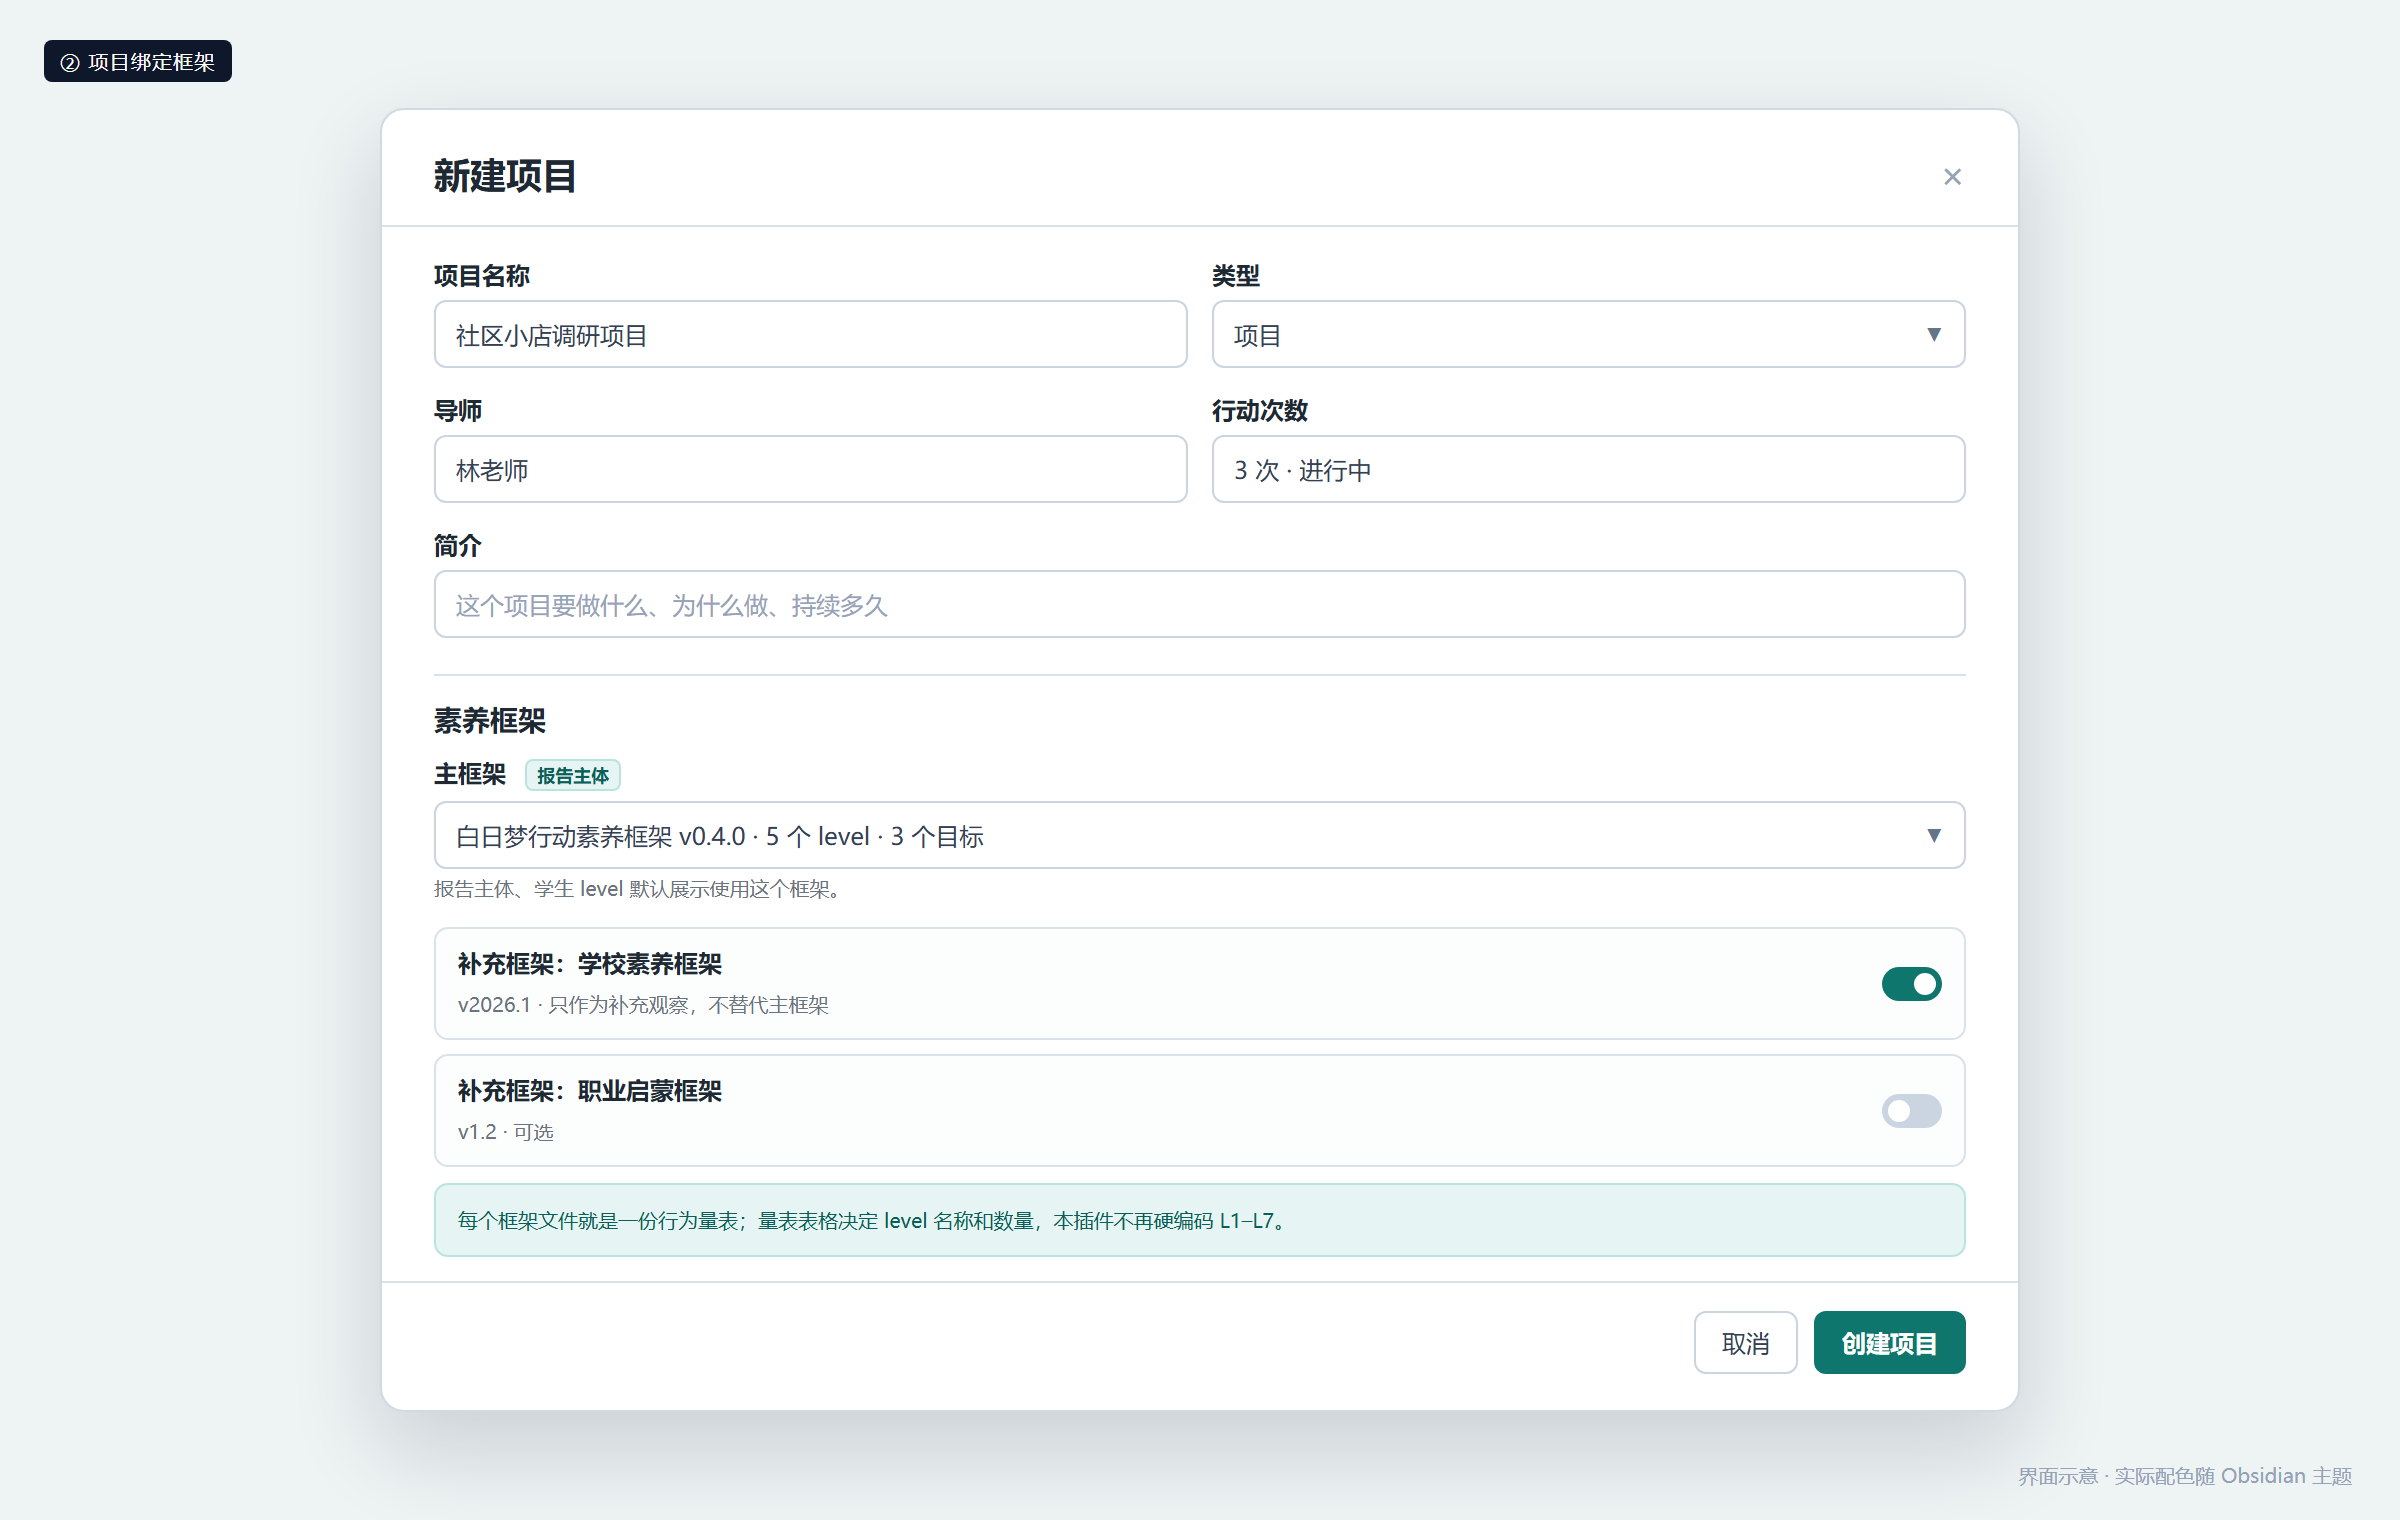 ② 项目绑定框架
新建项目
×
项目名称
类型
社区小店调研项目
项目
导师
行动次数
林老师
3 次 · 进行中
简介
这个项目要做什么、为什么做、持续多久
素养框架
主框架 报告主体
白日梦行动素养框架 v0.4.0 · 5 个 level · 3 个目标
报告主体、学生 level 默认展示使用这个框架。
补充框架：学校素养框架
v2026.1 · 只作为补充观察，不替代主框架
补充框架：职业启蒙框架
v1.2 · 可选
每个框架文件就是一份行为量表；量表表格决定 level 名称和数量，本插件不再硬编码 L1–L7。
取消
创建项目
界面示意 · 实际配色随 Obsidian 主题